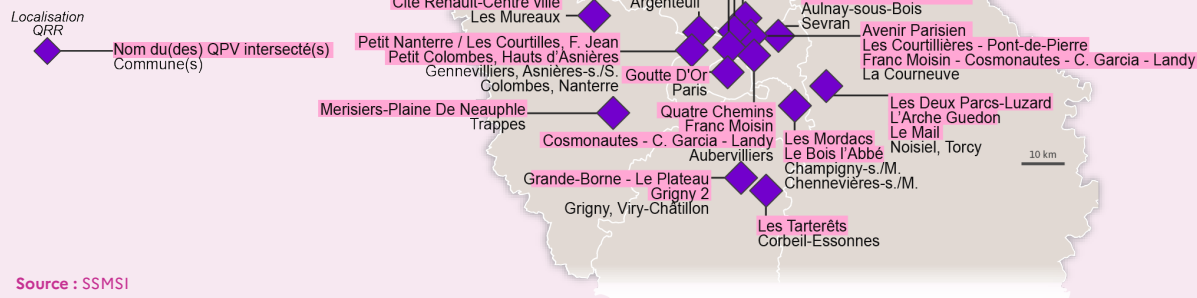 Localisation
QRR
Nom du(des) QPV intersecté(s)
Commune(s)
Cité Renault-Centre ville
Les Mureaux
Argenteuil
Aulnay-sous-Bois
Sevran
Petit Nanterre / Les Courtilles, F. Jean
Petit Colombes, Hauts d'Asnières
Gennevilliers, Asnières-s./S.
Colombes, Nanterre
Goutte D'Or
Paris
Avenir Parisien
Les Courtillières - Pont-de-Pierre
Franc Moisin - Cosmonautes - C. Garcia - Landy
La Courneuve
Merisiers-Plaine De Neauphle
Trappes
Quatre Chemins
Franc Moisin
Cosmonautes - C. Garcia - Landy
Aubervilliers
Les Deux Parcs-Luzard
L'Arche Guedon
Le Mail
Noisiel, Torcy
Les Mordacs
Le Bois l'Abbé
Champigny-s./M.
Chennevières-s./M.
10 km
Grande-Borne - Le Plateau
Grigny 2
Grigny, Viry-Châtillon
Les Tarterêts
Corbeil-Essonnes
Source : SSMSI